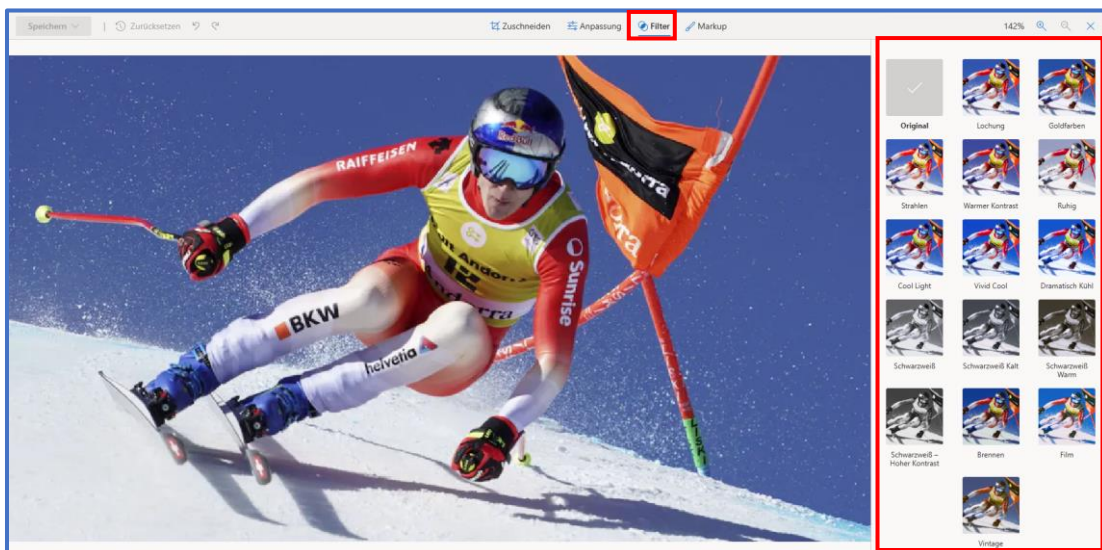 Speichern
Zurücksetzen
Zuschneiden
Anpassung
Filter
Markup
142%
Original
Lochung
Goldfarben
Strahlen
Warmer Kontrast
Ruhig
Cool Light
Vivid Cool
Dramatisch Kühl
Schwarzweiß
Schwarzweiß Kalt
Schwarzweiß
Warm
Schwarzweiß –
Hoher Kontrast
Brennen
Film
Vintage
RAIFFEISEN
Red Bull
Sunrise
BKW
helvetia
LISKI